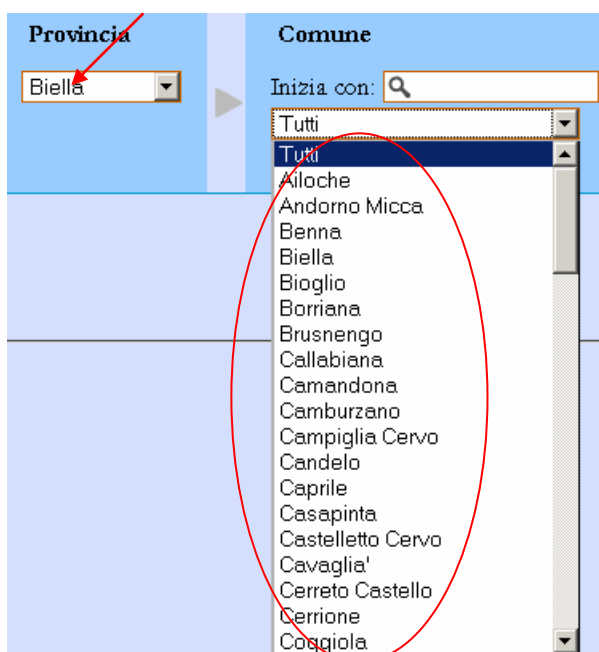 Provincia
Comune
Biella
Inizia con:
Tutti
Tutti
Ailoche
Andorno Micca
Benna
Biella
Bioglio
Borriana
Brusnengo
Callabiana
Camandona
Camburzano
Campiglia Cervo
Candelo
Caprile
Casapinta
Castelletto Cervo
Cavaglia'
Cerreto Castello
Cerrione
Coggiola